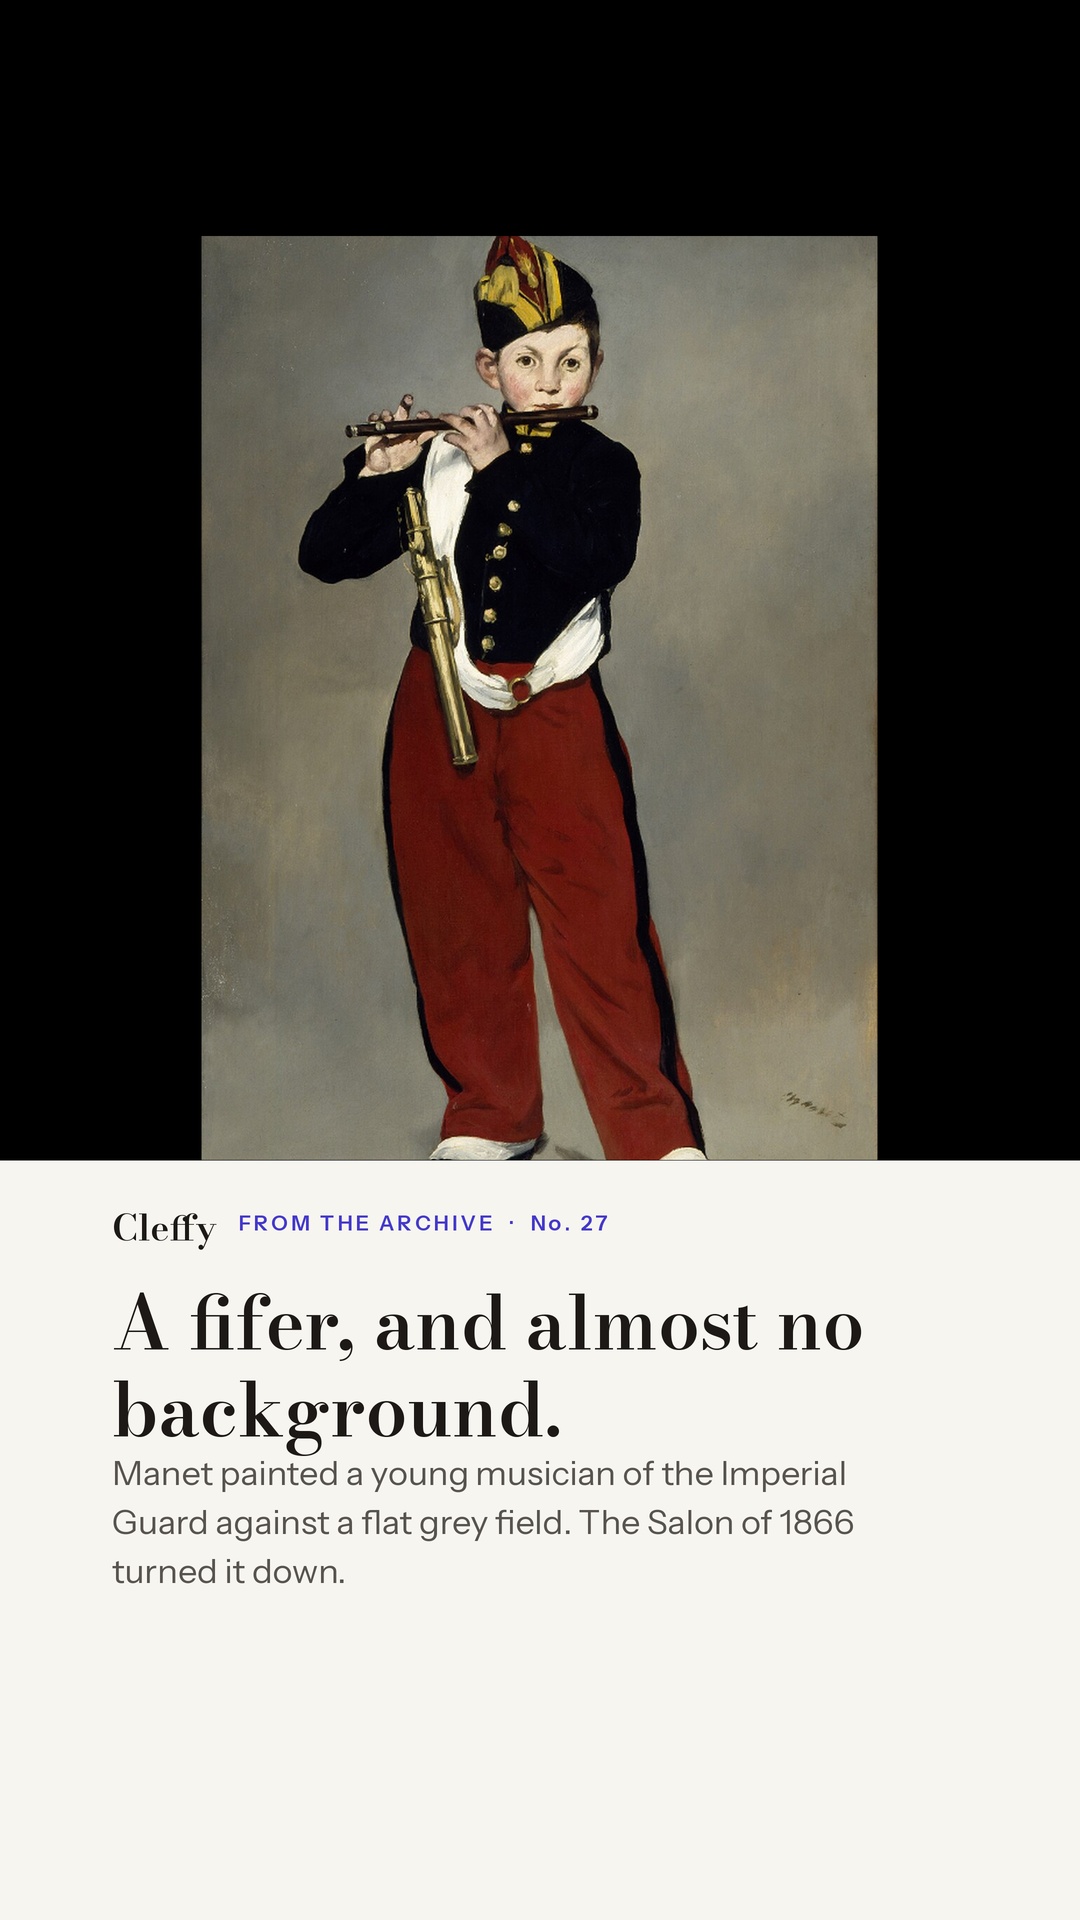 Cleffy FROM THE ARCHIVE · No. 27
A fifer, and almost no
background.
Manet painted a young musician of the Imperial
Guard against a flat grey field. The Salon of 1866
turned it down.